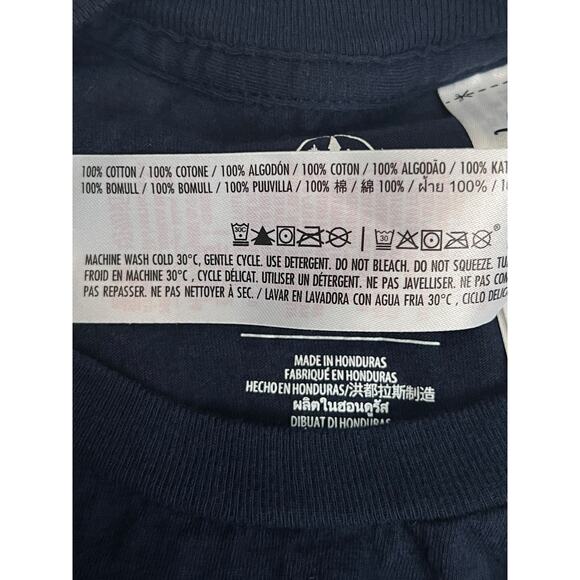 100% COTTON / 100% COTONE / 100% ALGODÓN / 100% COTON / 100% ALGODÃO / 100%
100% BOMULL / 100% BOMULL / 100% PUUVILLA / 100% 棉 / 綿 100% / ฝ้าย 100% /
30C 30
MACHINE WASH COLD 30°C, GENTLE CYCLE. USE DETERGENT. DO NOT BLEACH. DO NOT SQUEEZE.
FROID EN MACHINE 30°C , CYCLE DÉLICAT. UTILISER UN DÉTERGENT. NE PAS JAVELLISER. NE PAS
PAS REPASSER. NE PAS NETTOYER À SEC. / LAVAR EN LAVADORA CON AGUA FRIA 30°C , CICLO
MADE IN HONDURAS
FABRIQUÉ EN HONDURAS
HECHO EN HONDURAS/洪都拉斯制造
ผลิตในฮอนดูรัส
DIBUAT DI HONDURAS